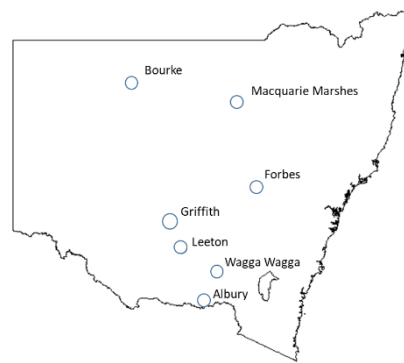 Bourke
Macquarie Marshes
Forbes
Griffith
Leeton
Wagga Wagga
Albury